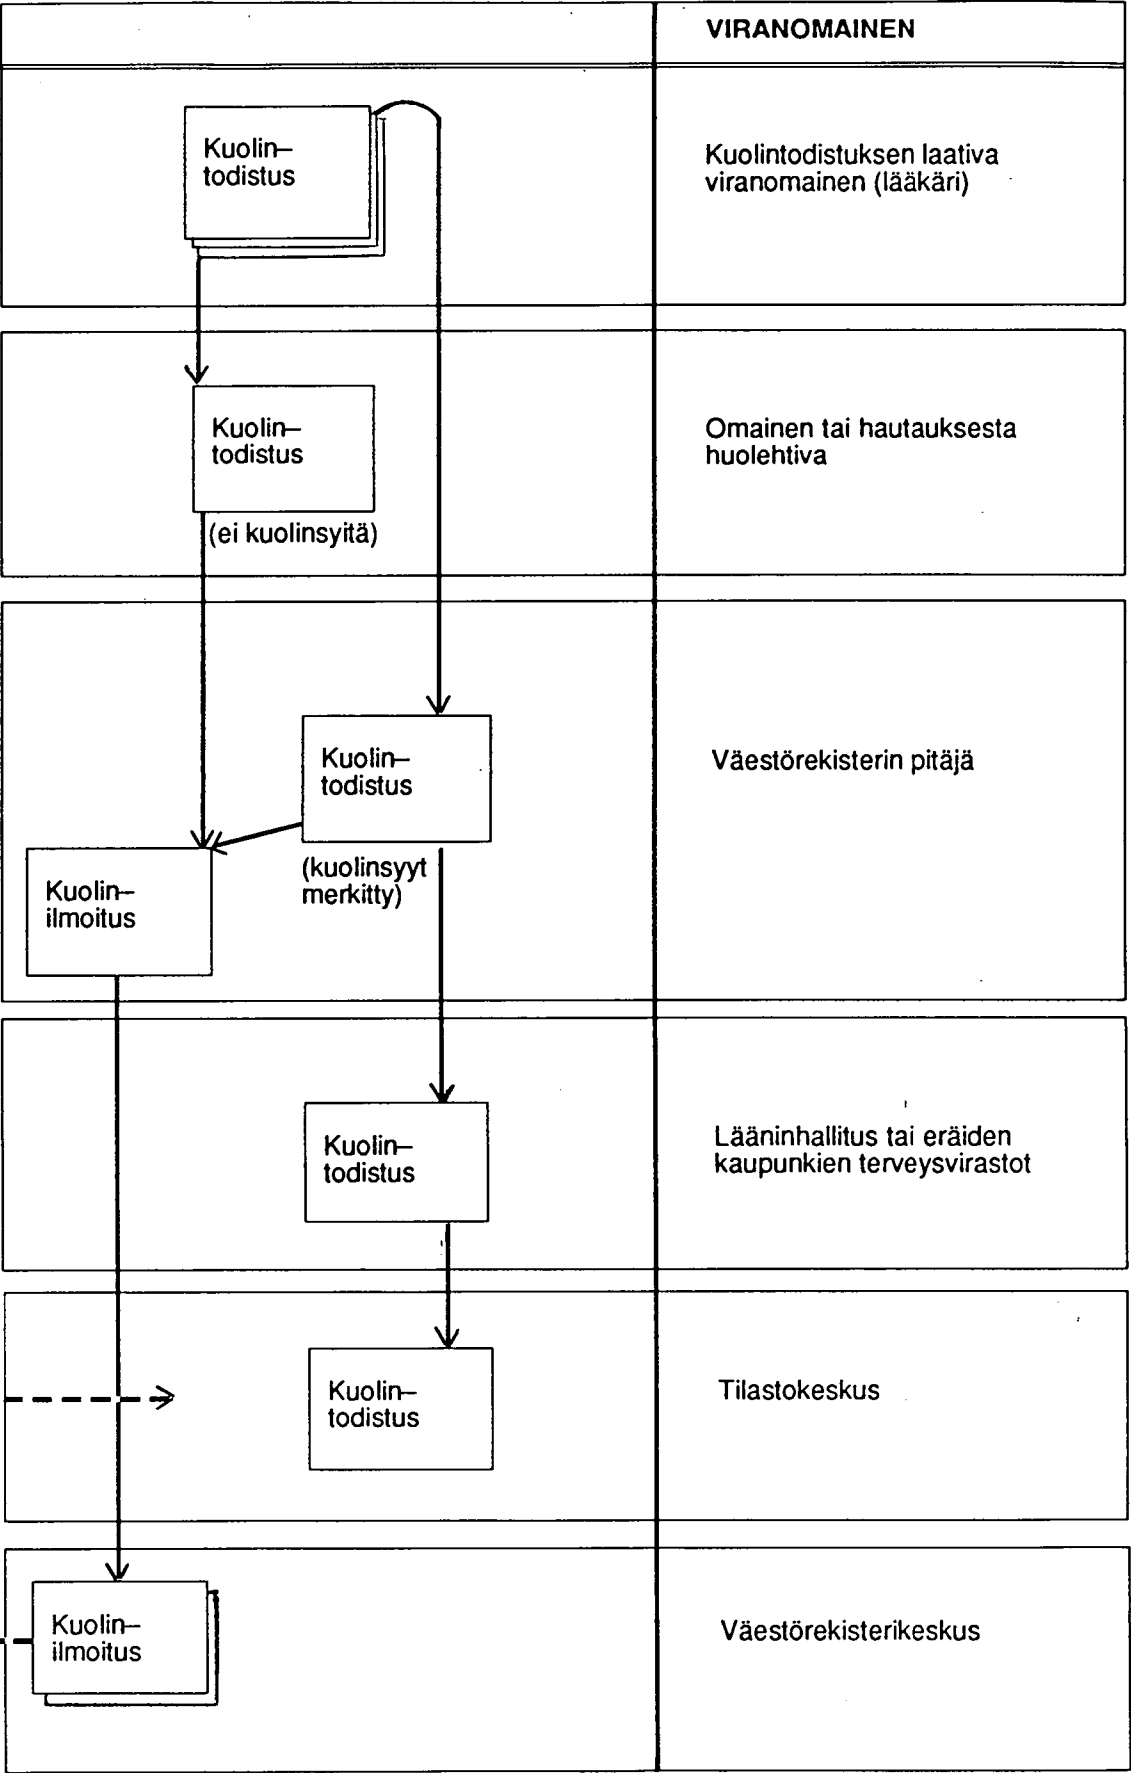 VIRANOMAINEN
Kuolin–
todistus
Kuolintodistuksen laativa
viranomainen (lääkäri)
Kuolin–
todistus
(ei kuolinsyitä)
Omainen tai hautauksesta
huolehtiva
Kuolin–
todistus
(kuolinsyyt
merkitty)
Väestörekisterin pitäjä
Kuolin–
ilmoitus
Kuolin–
todistus
Lääninhallitus tai eräiden
kaupunkien terveysvirastot
Kuolin–
todistus
Tilastokeskus
Kuolin–
ilmoitus
Väestörekisterikeskus